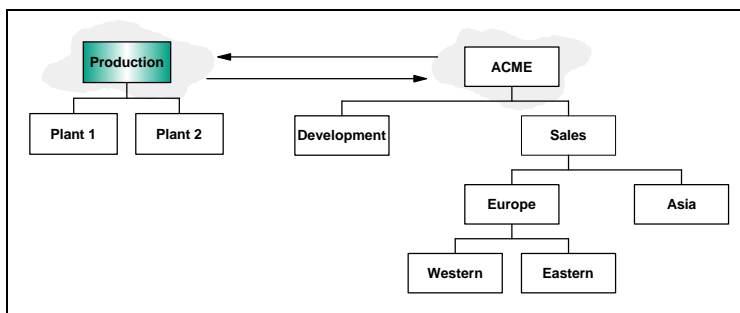 Production
ACME
Plant 1
Plant 2
Development
Sales
Europe
Asia
Western
Eastern